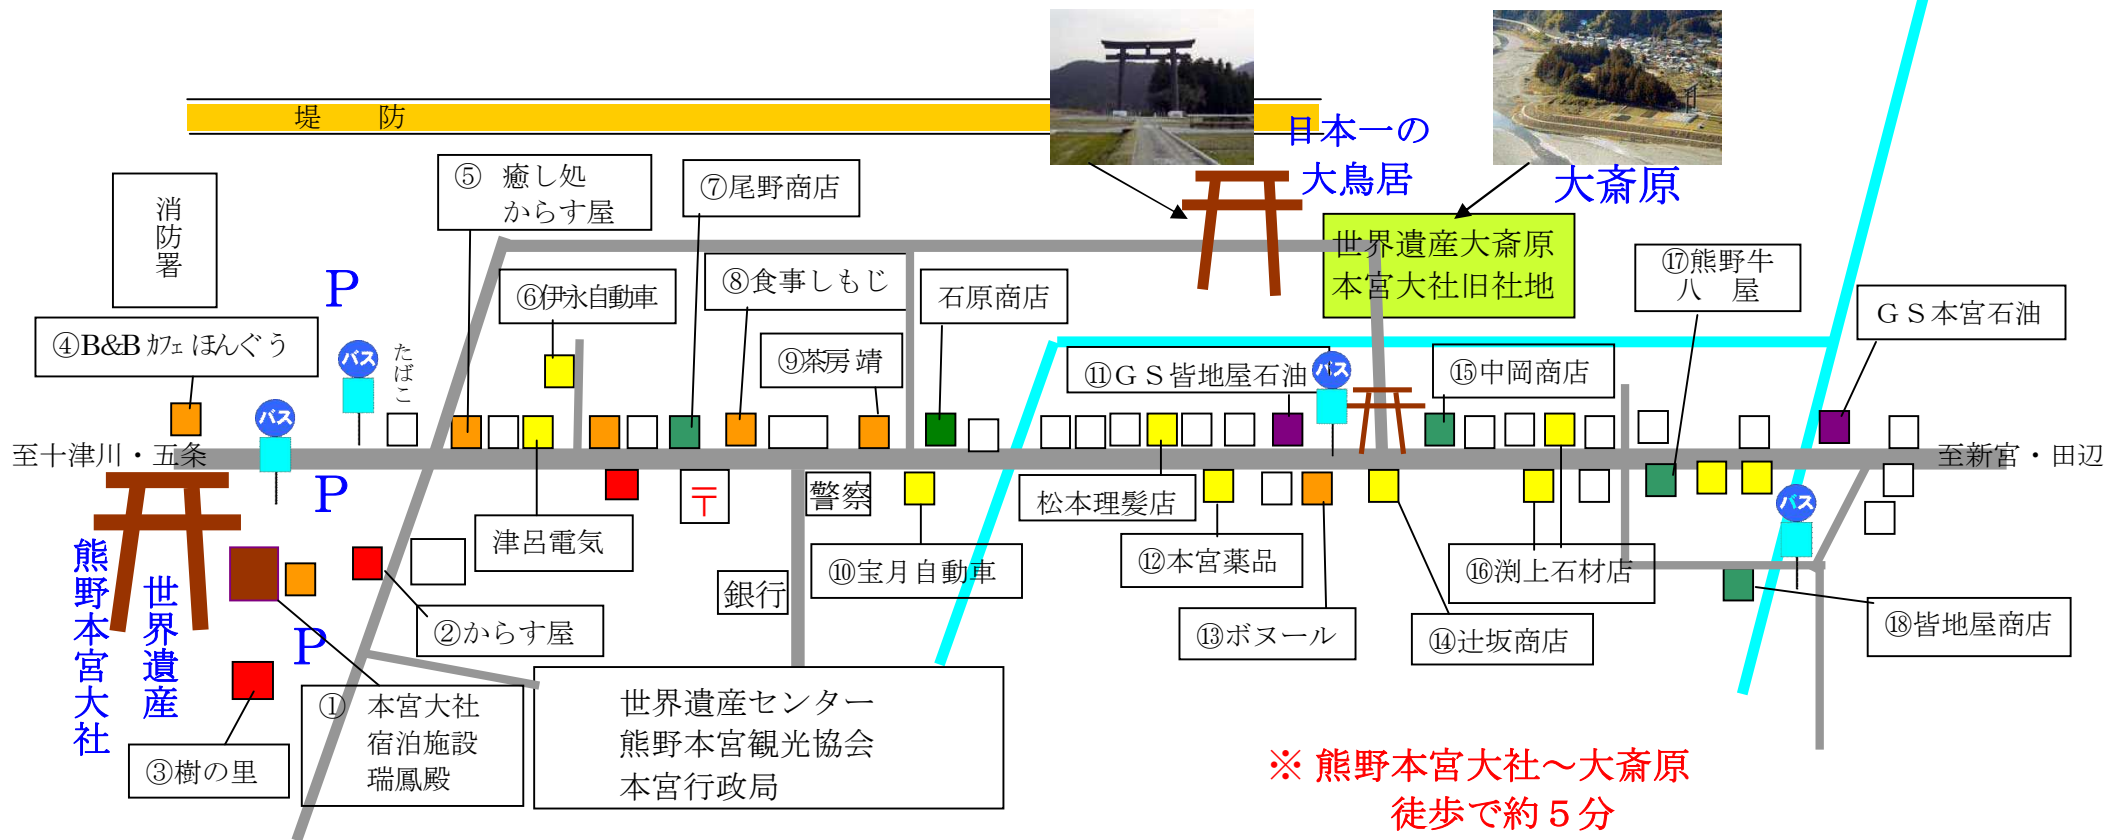 堤　防
日本一の
大鳥居
大斎原
消防署
⑤ 癒し処
からす屋
⑦尾野商店
世界遺産大斎原
本宮大社旧社地
⑰熊野牛
八　屋
P
⑥伊永自動車
⑧食事しもじ
石原商店
ＧＳ本宮石油
④B&Bカフェ ほんぐう
バス
たばこ
⑨茶房 靖
⑪ＧＳ皆地屋石油
バス
⑮中岡商店
バス
至十津川・五条
至新宮・田辺
P
〒
警察
松本理髪店
バス
津呂電気
⑩宝月自動車
⑫本宮薬品
⑯渕上石材店
熊野本宮大社
世界遺産
銀行
②からす屋
⑬ボヌール
⑭辻坂商店
⑱皆地屋商店
P
① 本宮大社
宿泊施設
瑞鳳殿
③樹の里
世界遺産センター
熊野本宮観光協会
本宮行政局
※ 熊野本宮大社～大斎原
徒歩で約５分